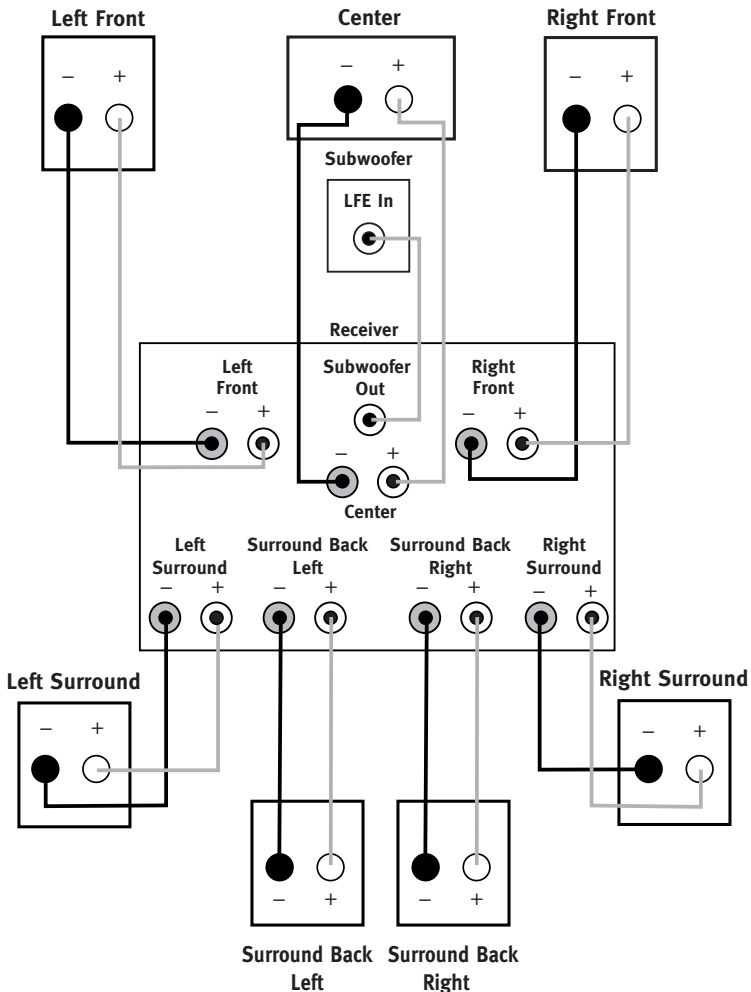 Left Front
Center
Right Front
− +
− +
− +
Subwoofer
LFE In
Receiver
Left
Front
− +
Subwoofer
Out
Right
Front
− +
− +
Center
Left
Surround
− +
Surround Back
Left
− +
Surround Back
Right
− +
Right
Surround
− +
Left Surround
− +
Right Surround
− +
− +
Surround Back
Left
− +
Surround Back
Right